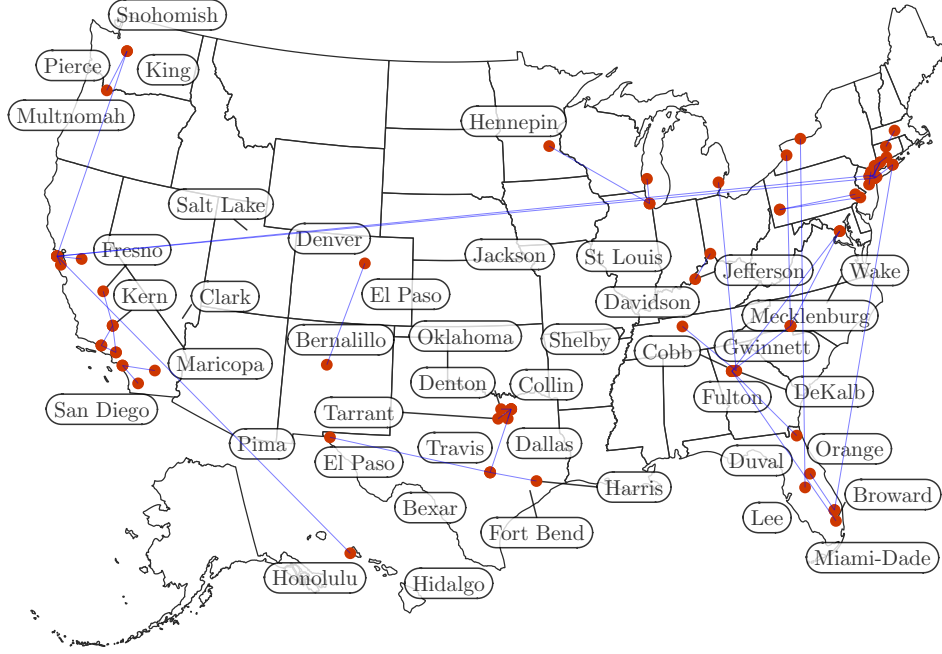 Snohomish
Pierce
King
Multnomah
Hennepin
Salt Lake
Denver
Fresno
Jackson
St Louis
Jefferson
Wake
Kern
Clark
El Paso
Davidson
Mecklenburg
Bernalillo
Oklahoma
Shelby
Cobb
Gwinnett
Maricopa
San Diego
Denton
Collin
Fulton
DeKalb
Tarrant
Pima
Travis
Dallas
Orange
El Paso
Duval
Harris
Broward
Bexar
Fort Bend
Lee
Miami-Dade
Honolulu
Hidalgo